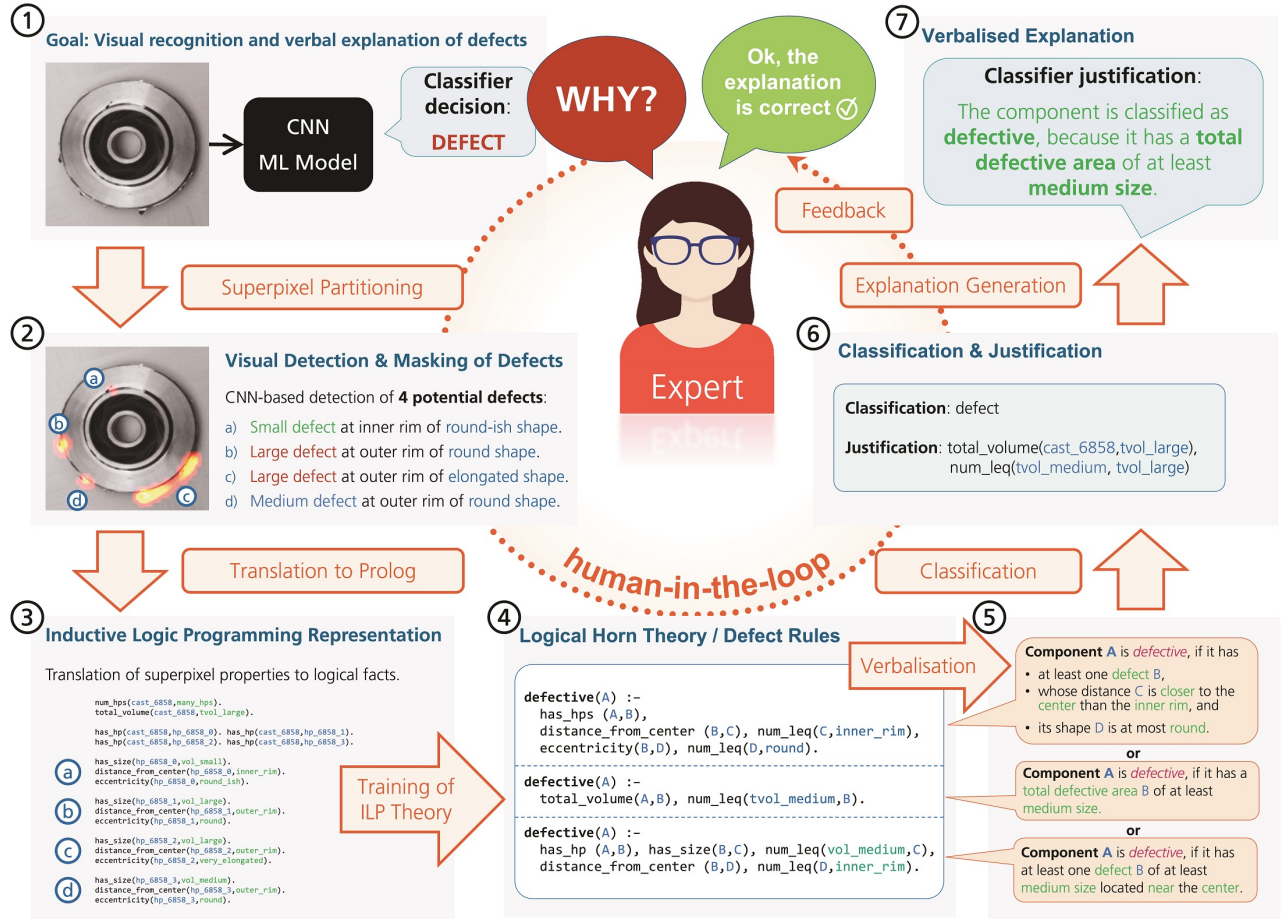 1
Goal: Visual recognition and verbal explanation of defects
CNN
ML Model
Classifier
decision:
DEFECT
WHY?
Ok, the
explanation
is correct
7
Verbalised Explanation
Classifier justification:
The component is classified as
defective, because it has a total
defective area of at least
medium size.
Feedback
Superpixel Partitioning
Explanation Generation
Expert
2
Visual Detection & Masking of Defects
CNN-based detection of 4 potential defects:
a) Small defect at inner rim of round-ish shape.
b) Large defect at outer rim of round shape.
c) Large defect at outer rim of elongated shape.
d) Medium defect at outer rim of round shape.
a
b
c
d
6
Classification & Justification
Classification: defect
Justification: total_volume(cast_6858,tvol_large),
num_leq(tvol_medium, tvol_large)
human-in-the-loop
Translation to Prolog
Classification
3
Inductive Logic Programming Representation
Translation of superpixel properties to logical facts.
num_hps(cast_6858,many_hps).
total_volume(cast_6858,tvol_large).
has_hp(cast_6858,hp_6858_0). has_hp(cast_6858,hp_6858_1).
has_hp(cast_6858,hp_6858_2). has_hp(cast_6858,hp_6858_3).
a
has_size(hp_6858_0,vol_small).
distance_from_center(hp_6858_0,inner_rim).
eccentricity(hp_6858_0,round_ish).
b
has_size(hp_6858_1,vol_large).
distance_from_center(hp_6858_1,outer_rim).
eccentricity(hp_6858_1,round).
c
has_size(hp_6858_2,vol_large).
distance_from_center(hp_6858_2,outer_rim).
eccentricity(hp_6858_2,very_elongated).
d
has_size(hp_6858_3,vol_medium).
distance_from_center(hp_6858_3,outer_rim).
eccentricity(hp_6858_3,round).
Training of
ILP Theory
4
Logical Horn Theory / Defect Rules
defective(A) :-
has_hps (A,B),
distance_from_center (B,C), num_leq(C,inner_rim),
eccentricity(B,D), num_leq(D,round).
defective(A) :-
total_volume(A,B), num_leq(tvol_medium,B).
defective(A) :-
has_hp (A,B), has_size(B,C), num_leq(vol_medium,C),
distance_from_center (B,D), num_leq(D,inner_rim).
Verbalisation
5
Component A is defective, if it has
• at least one defect B,
• whose distance C is closer to the
center than the inner rim, and
• its shape D is at most round.
or
Component A is defective, if it has a
total defective area B of at least
medium size.
or
Component A is defective, if it has
at least one defect B of at least
medium size located near the center.